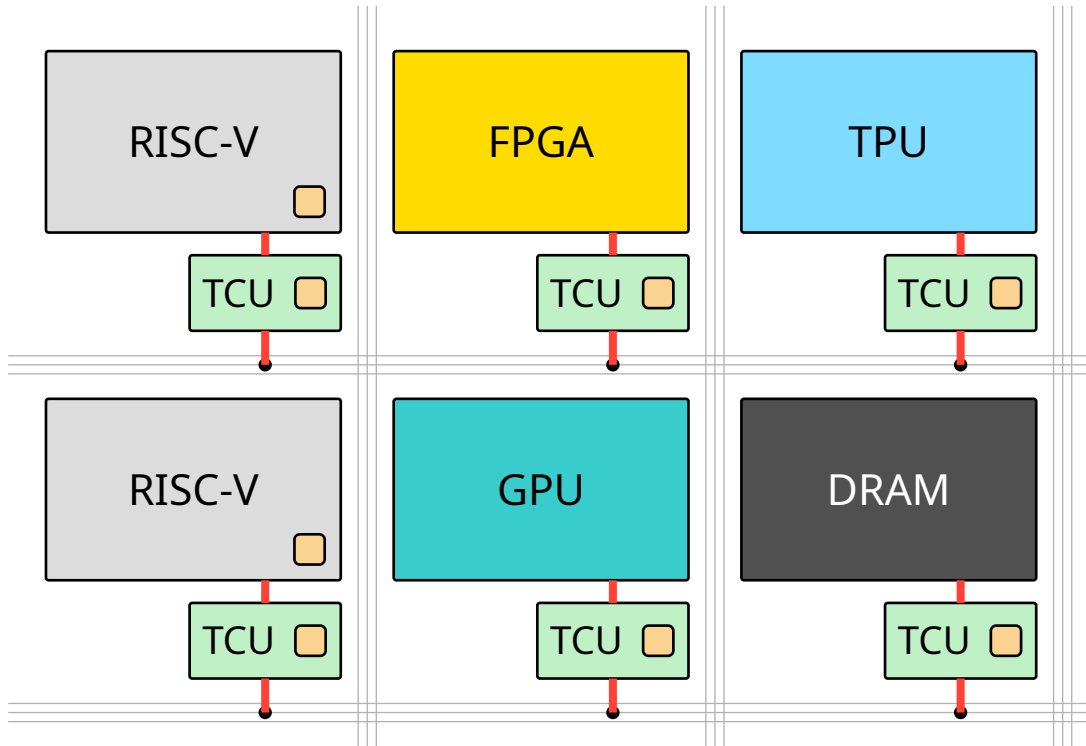 RISC-V
FPGA
TPU
TCU
TCU
TCU
RISC-V
GPU
DRAM
TCU
TCU
TCU